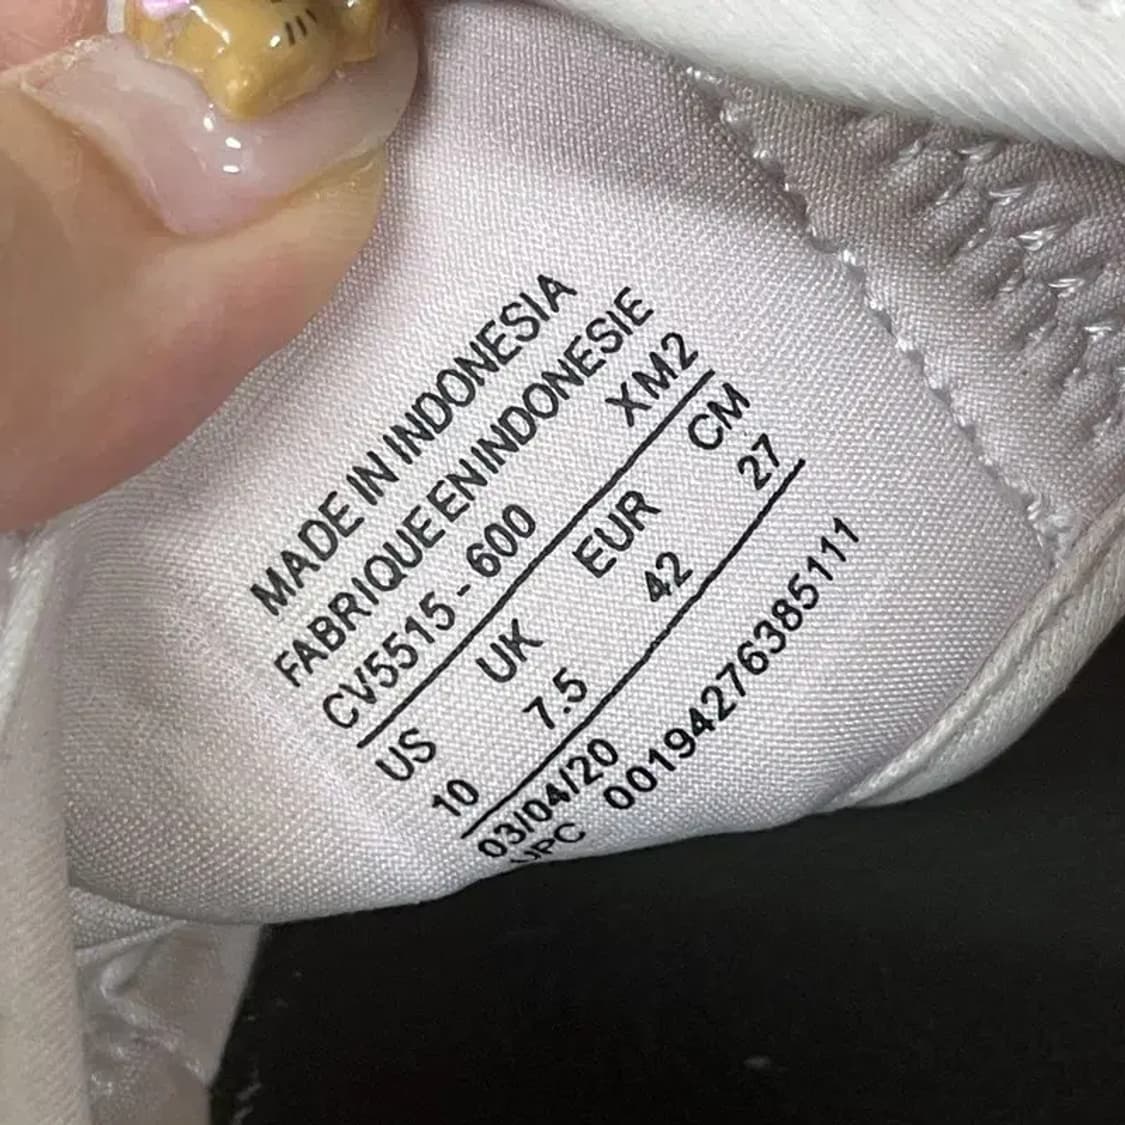 MADE IN INDONESIA
FABRIQUE EN INDONESIE
CV5515 - 600 XM2
US UK EUR CM
10 7.5 42 27
03/04/20
UPC 00194276385111